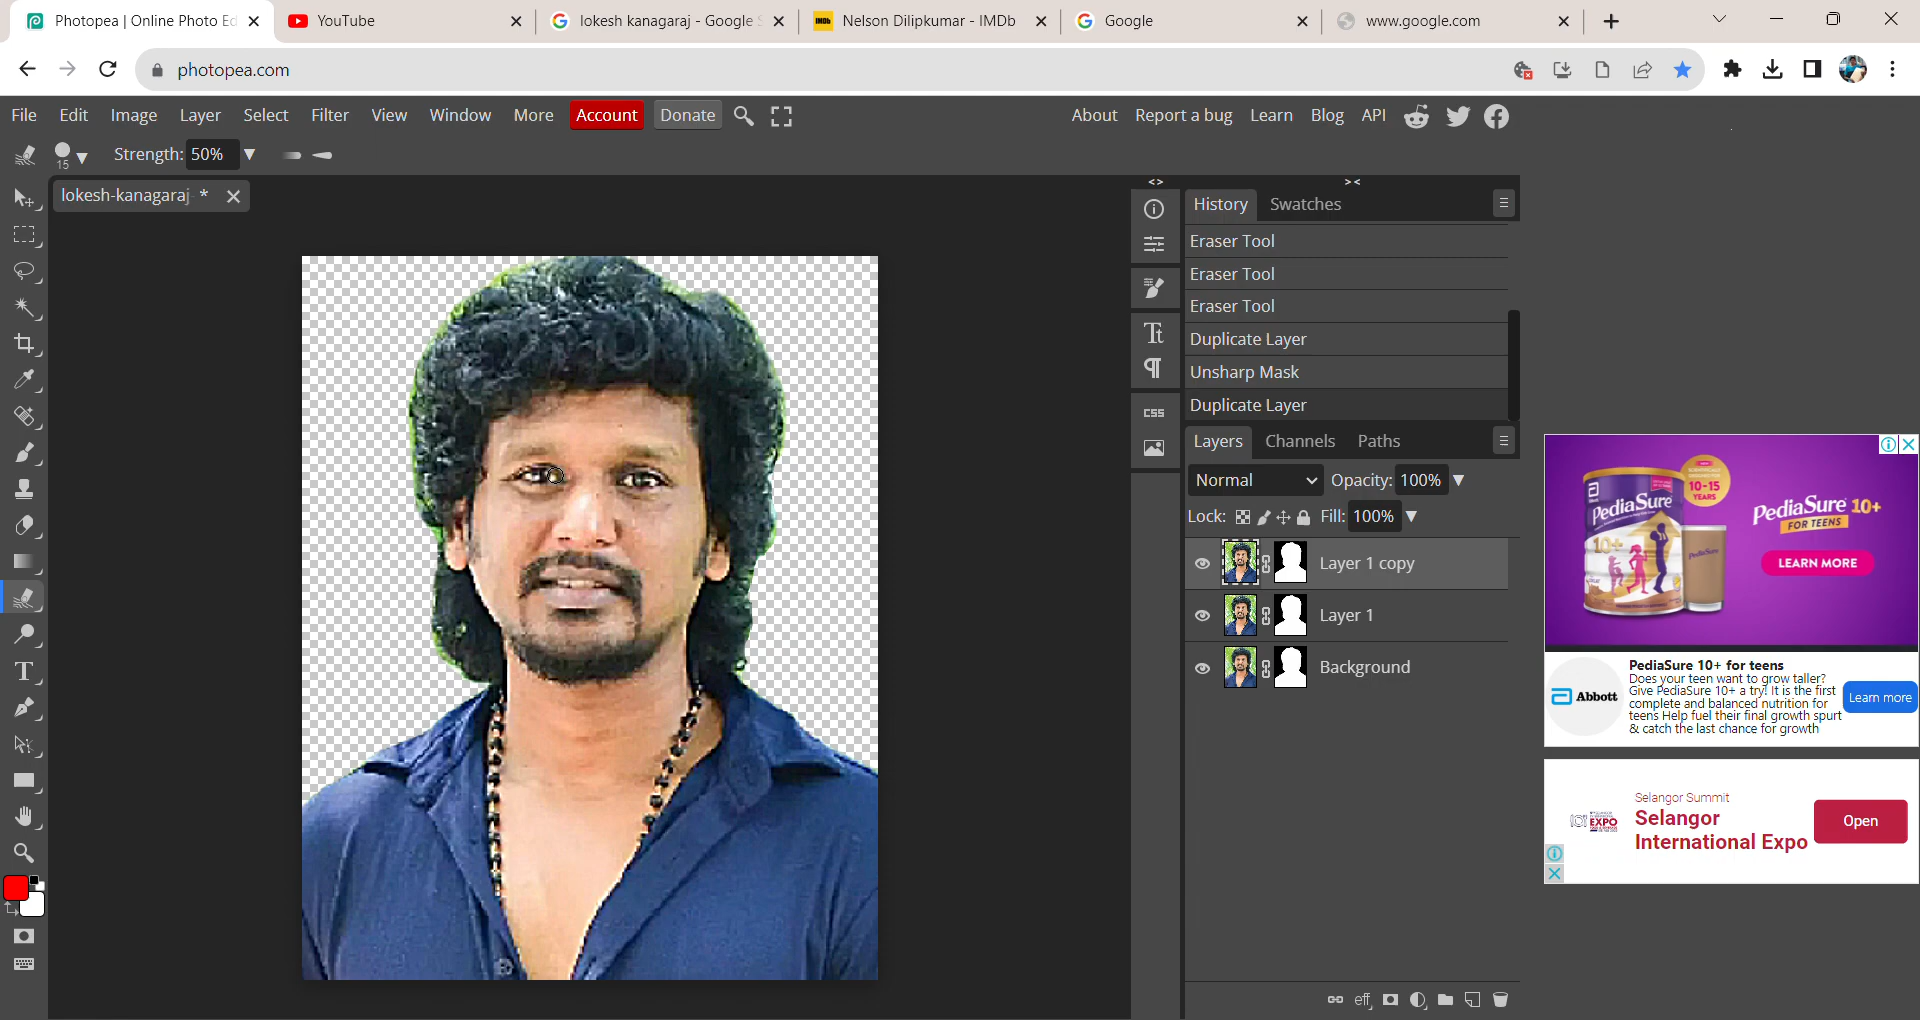 Photopea | Online Photo Ed
YouTube
lokesh kanagaraj - Google S
IMDb Nelson Dilipkumar - IMDb
Google
www.google.com
photopea.com
File Edit Image Layer Select Filter View Window More Account Donate
About Report a bug Learn Blog API
15 Strength: 50%
lokesh-kanagaraj *
< >
> <
History Swatches
Eraser Tool
Eraser Tool
Eraser Tool
Duplicate Layer
Unsharp Mask
Duplicate Layer
CSS
Layers Channels Paths
Normal Opacity: 100%
Lock: Fill: 100%
Layer 1 copy
Layer 1
Background
eff
PediaSure
10+
10-15
YEARS
PediaSure 10+
FOR TEENS
LEARN MORE
Abbott
PediaSure 10+ for teens
Does your teen want to grow taller?
Give PediaSure 10+ a try! It is the first
complete and balanced nutrition for
teens Help fuel their final growth spurt
& catch the last chance for growth
Learn more
EXPO
Selangor Summit
Selangor
International Expo
Open